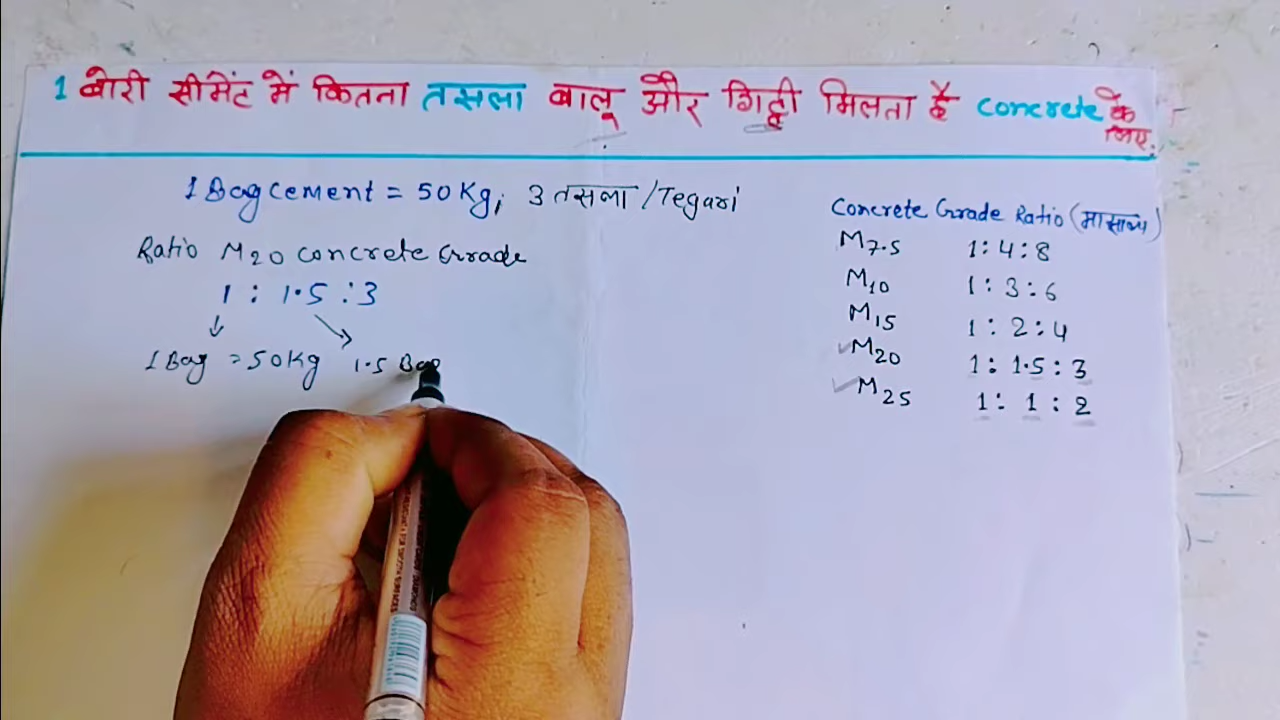 1 बोरी सीमेंट में कितना तसला बालू और गिट्टी मिलता है concrete के लिए.
1 Bag cement = 50 Kg, 3 तसला / Tegari
Ratio M20 concrete Grade
1 : 1.5 : 3
1 Bag = 50Kg 1.5 Bag
Concrete Grade Ratio (मासाला)
M7.5 1:4:8
M10 1:3:6
M15 1:2:4
M20 1:1.5:3
M25 1:1:2